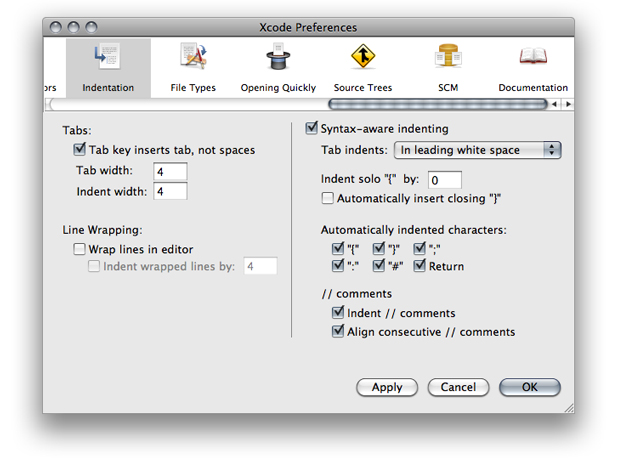 Xcode Preferences
ors Indentation File Types Opening Quickly Source Trees SCM Documentation
Tabs:
Tab key inserts tab, not spaces
Tab width: 4
Indent width: 4
Line Wrapping:
Wrap lines in editor
Indent wrapped lines by: 4
Syntax-aware indenting
Tab indents: In leading white space
Indent solo "{" by: 0
Automatically insert closing "}"
Automatically indented characters:
"{" "}" ";"
":" "#" Return
// comments
Indent // comments
Align consecutive // comments
Apply Cancel OK